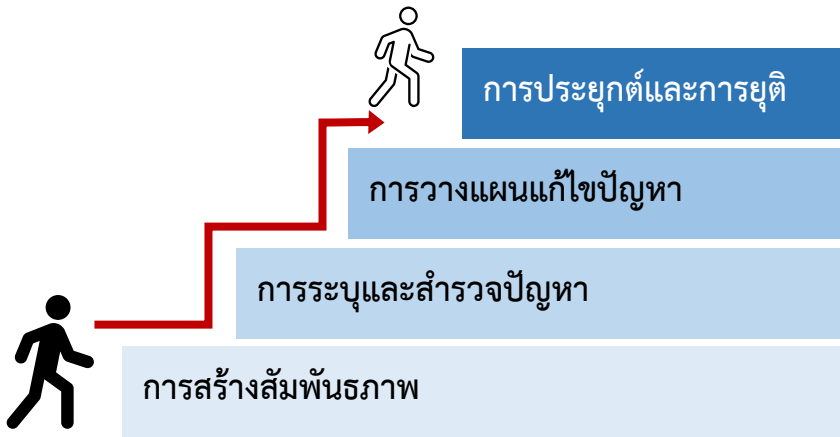 การประยุกต์และการยุติ
การวางแผนแก้ไขปัญหา
การระบุและสำรวจปัญหา
การสร้างสัมพันธภาพ